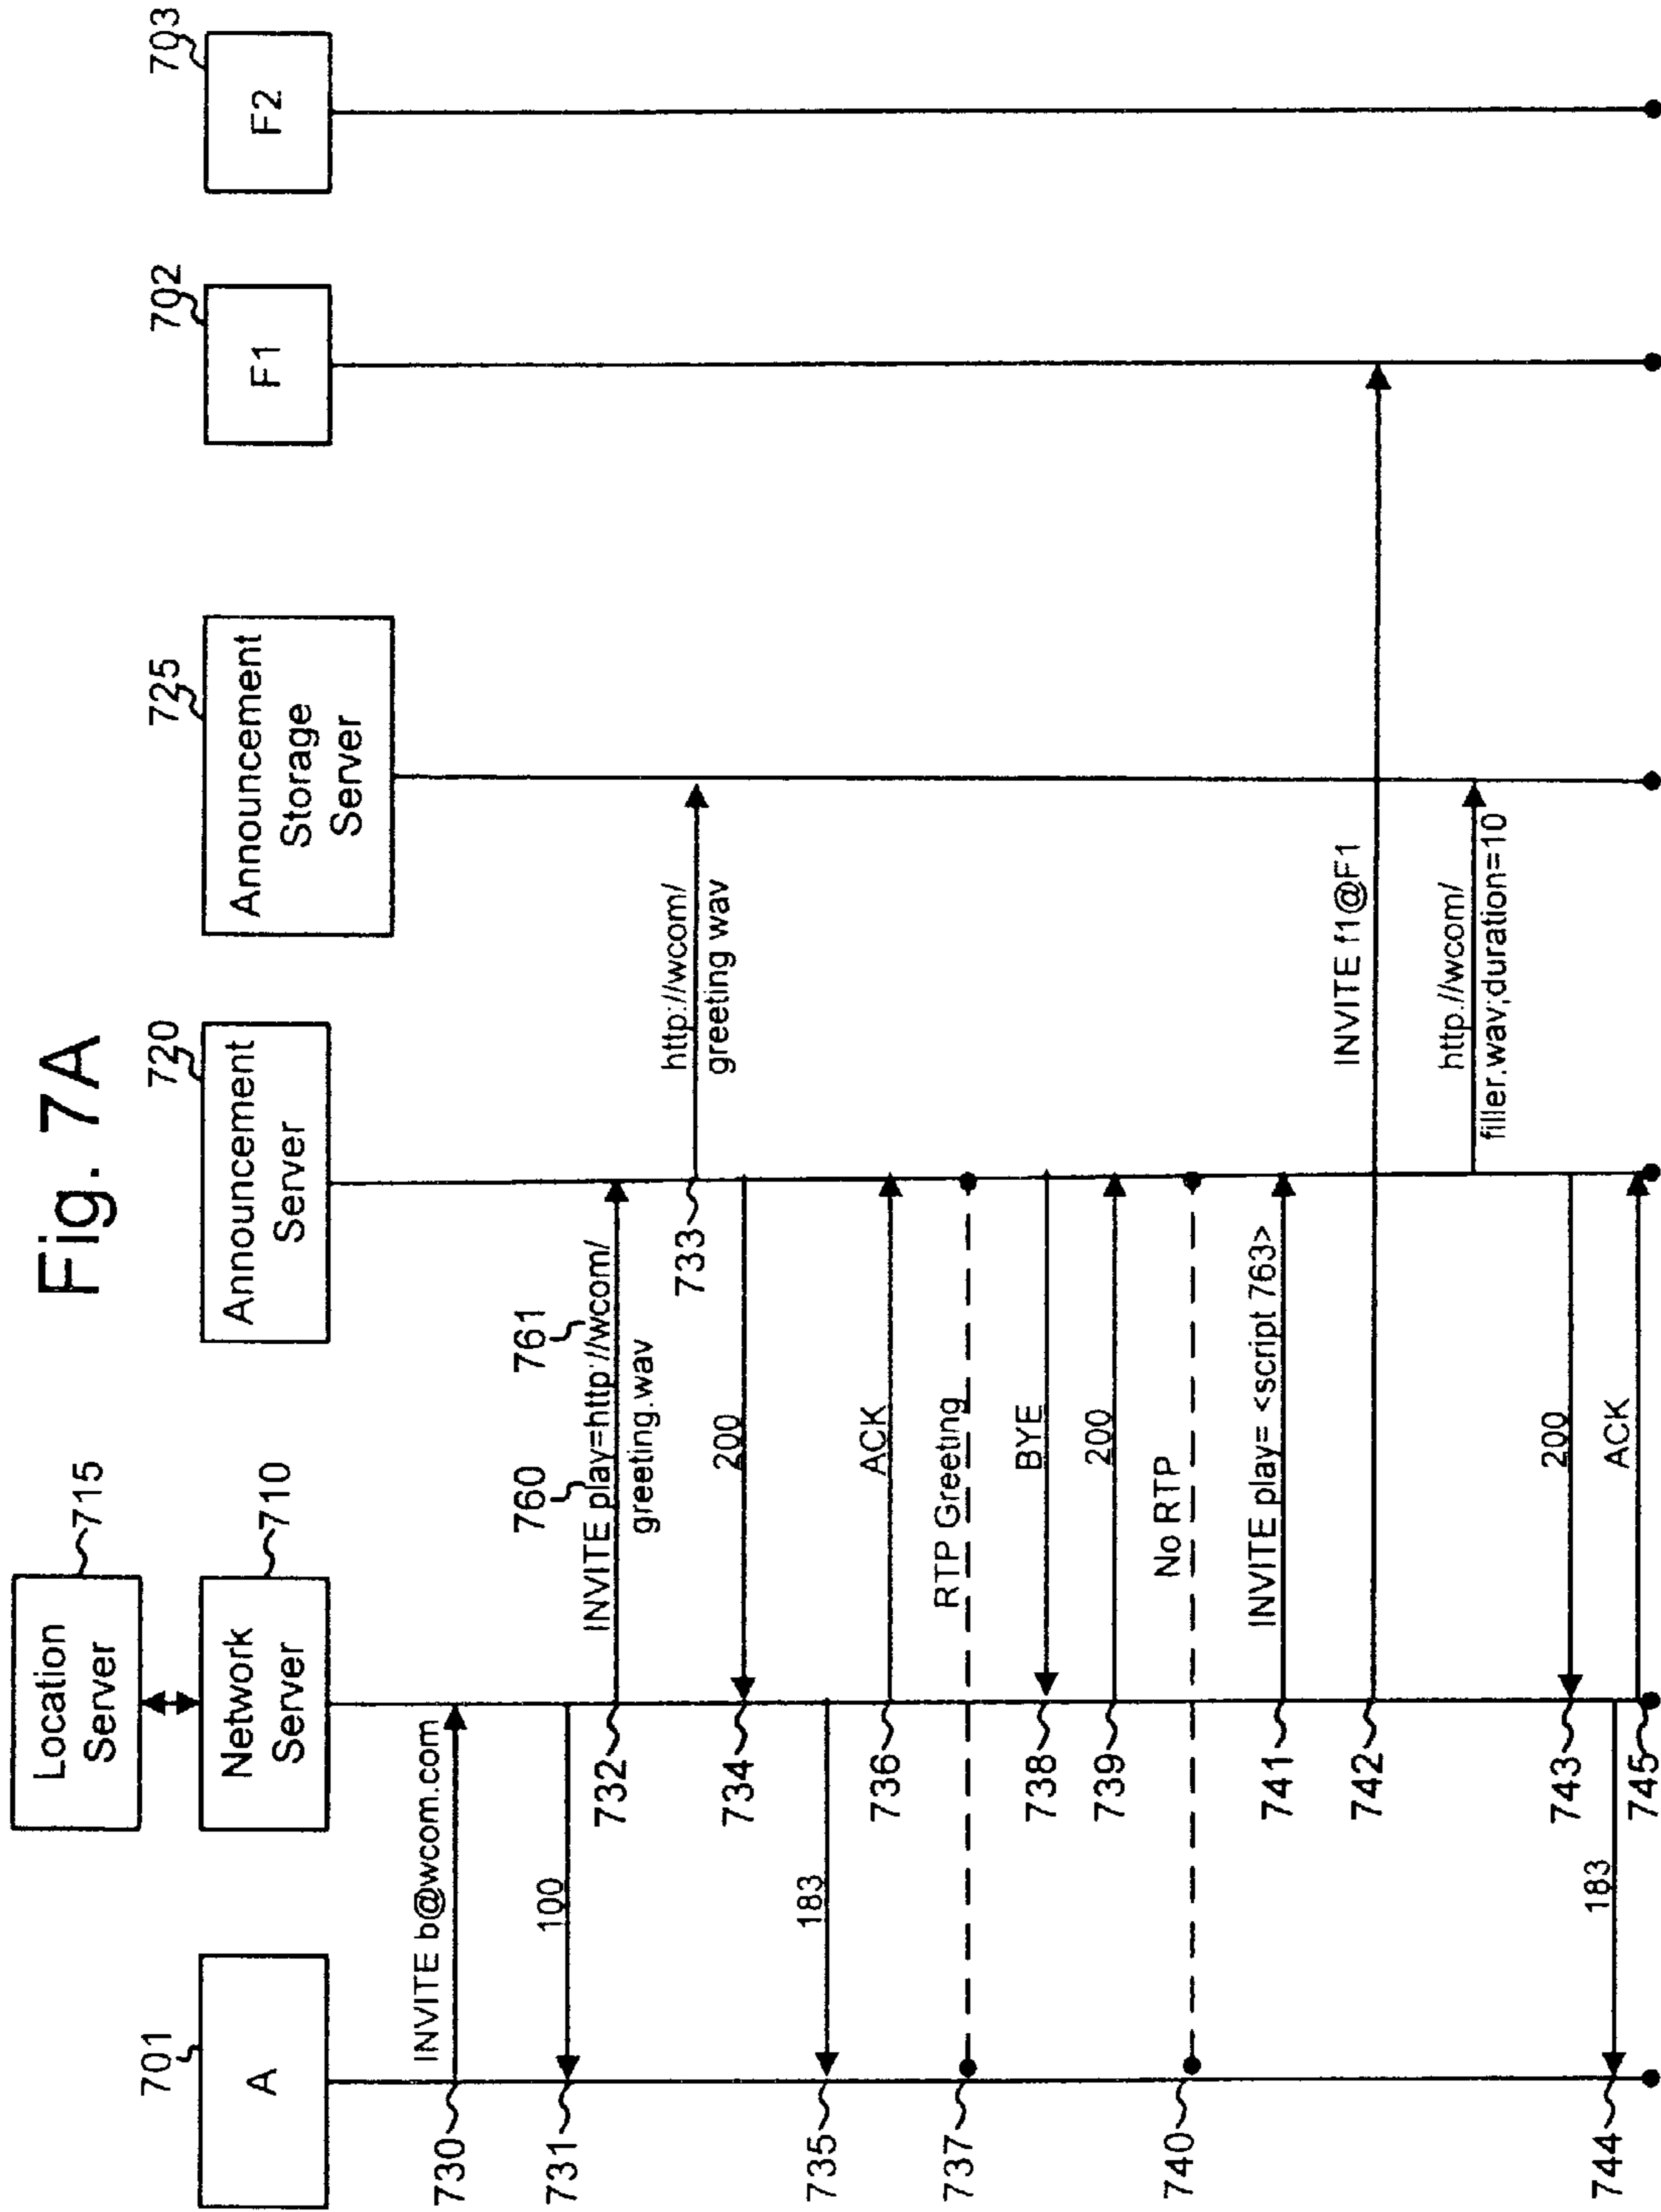 Fig. 7A
Location
Server
715
701
A
Network
Server
710
720
Announcement
Server
725
Announcement
Storage
Server
702
F1
703
F2
730
INVITE b@wcom.com
731
100
760
761
732
INVITE play=http://wcom/
greeting.wav
733
http://wcom/
greeting wav
734
200
735
183
736
ACK
737
RTP Greeting
738
BYE
739
200
740
No RTP
741
INVITE play= <script 763>
742
INVITE f1@F1
http://wcom/
filler.wav;duration=10
743
200
744
183
745
ACK